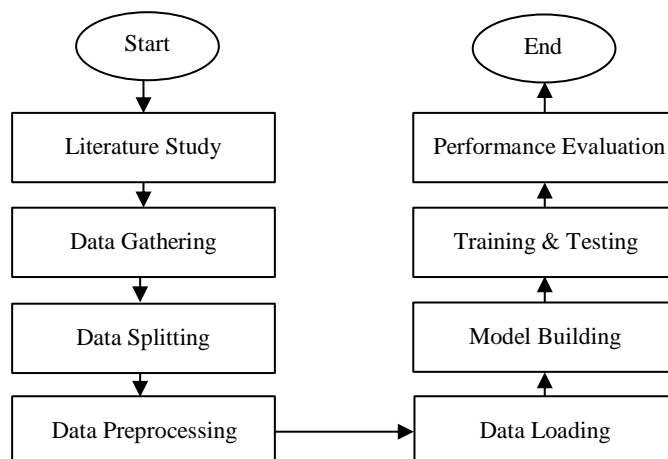 Start
Literature Study
Data Gathering
Data Splitting
Data Preprocessing
Data Loading
Model Building
Training & Testing
Performance Evaluation
End